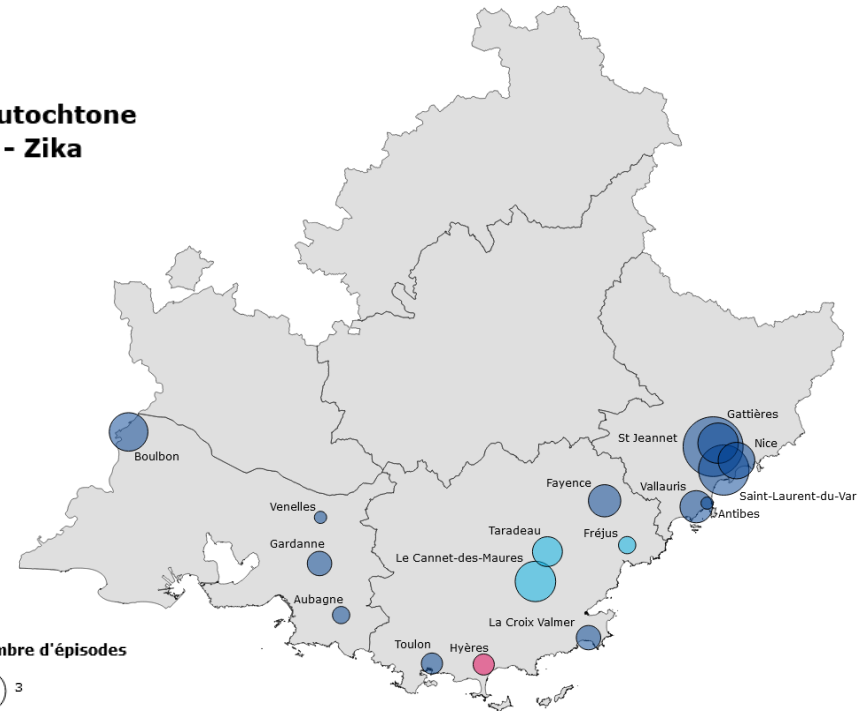 utochtone
- Zika
Gattières
St Jeannet
Nice
Boulbon
Fayence
Vallauris
Saint-Laurent-du-Var
Antibes
Venelles
Taradeau
Fréjus
Gardanne
Le Cannet-des-Maures
Aubagne
La Croix Valmer
Toulon
Hyères
mbre d'épisodes
3